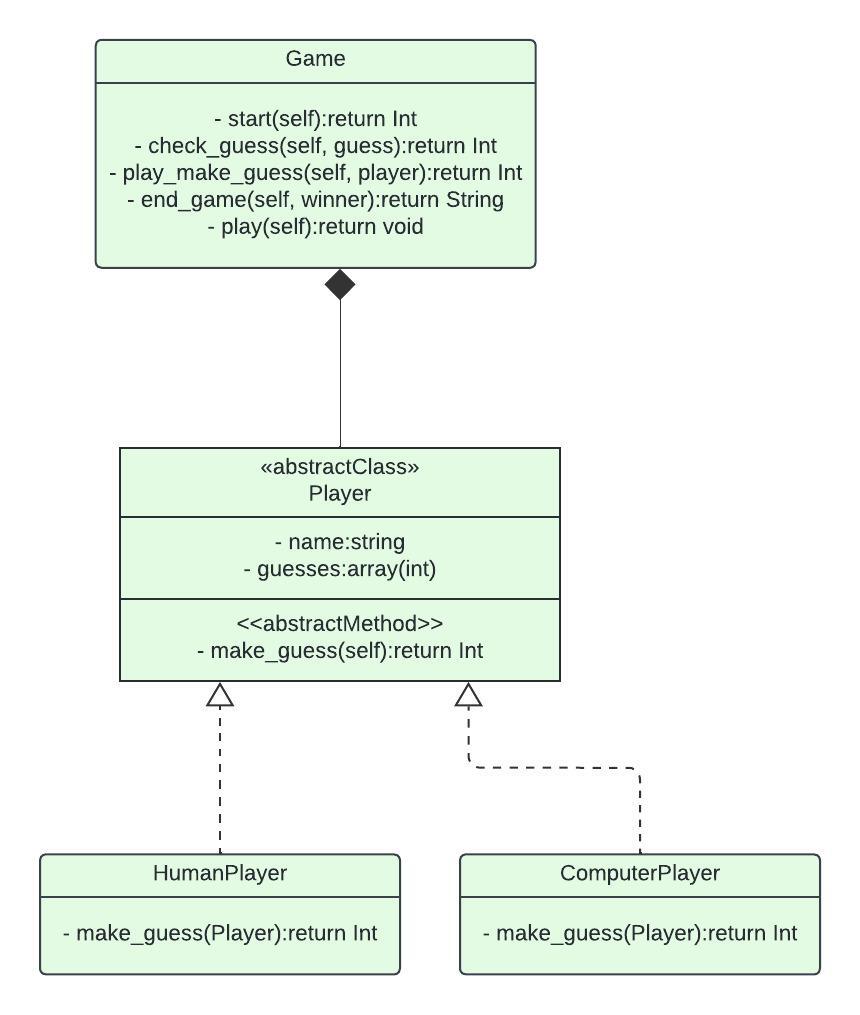 Game
- start(self):return Int
- check_guess(self, guess):return Int
- play_make_guess(self, player):return Int
- end_game(self, winner):return String
- play(self):return void
«abstractClass»
Player
- name:string
- guesses:array(int)
<<abstractMethod>>
- make_guess(self):return Int
HumanPlayer
- make_guess(Player):return Int
ComputerPlayer
- make_guess(Player):return Int